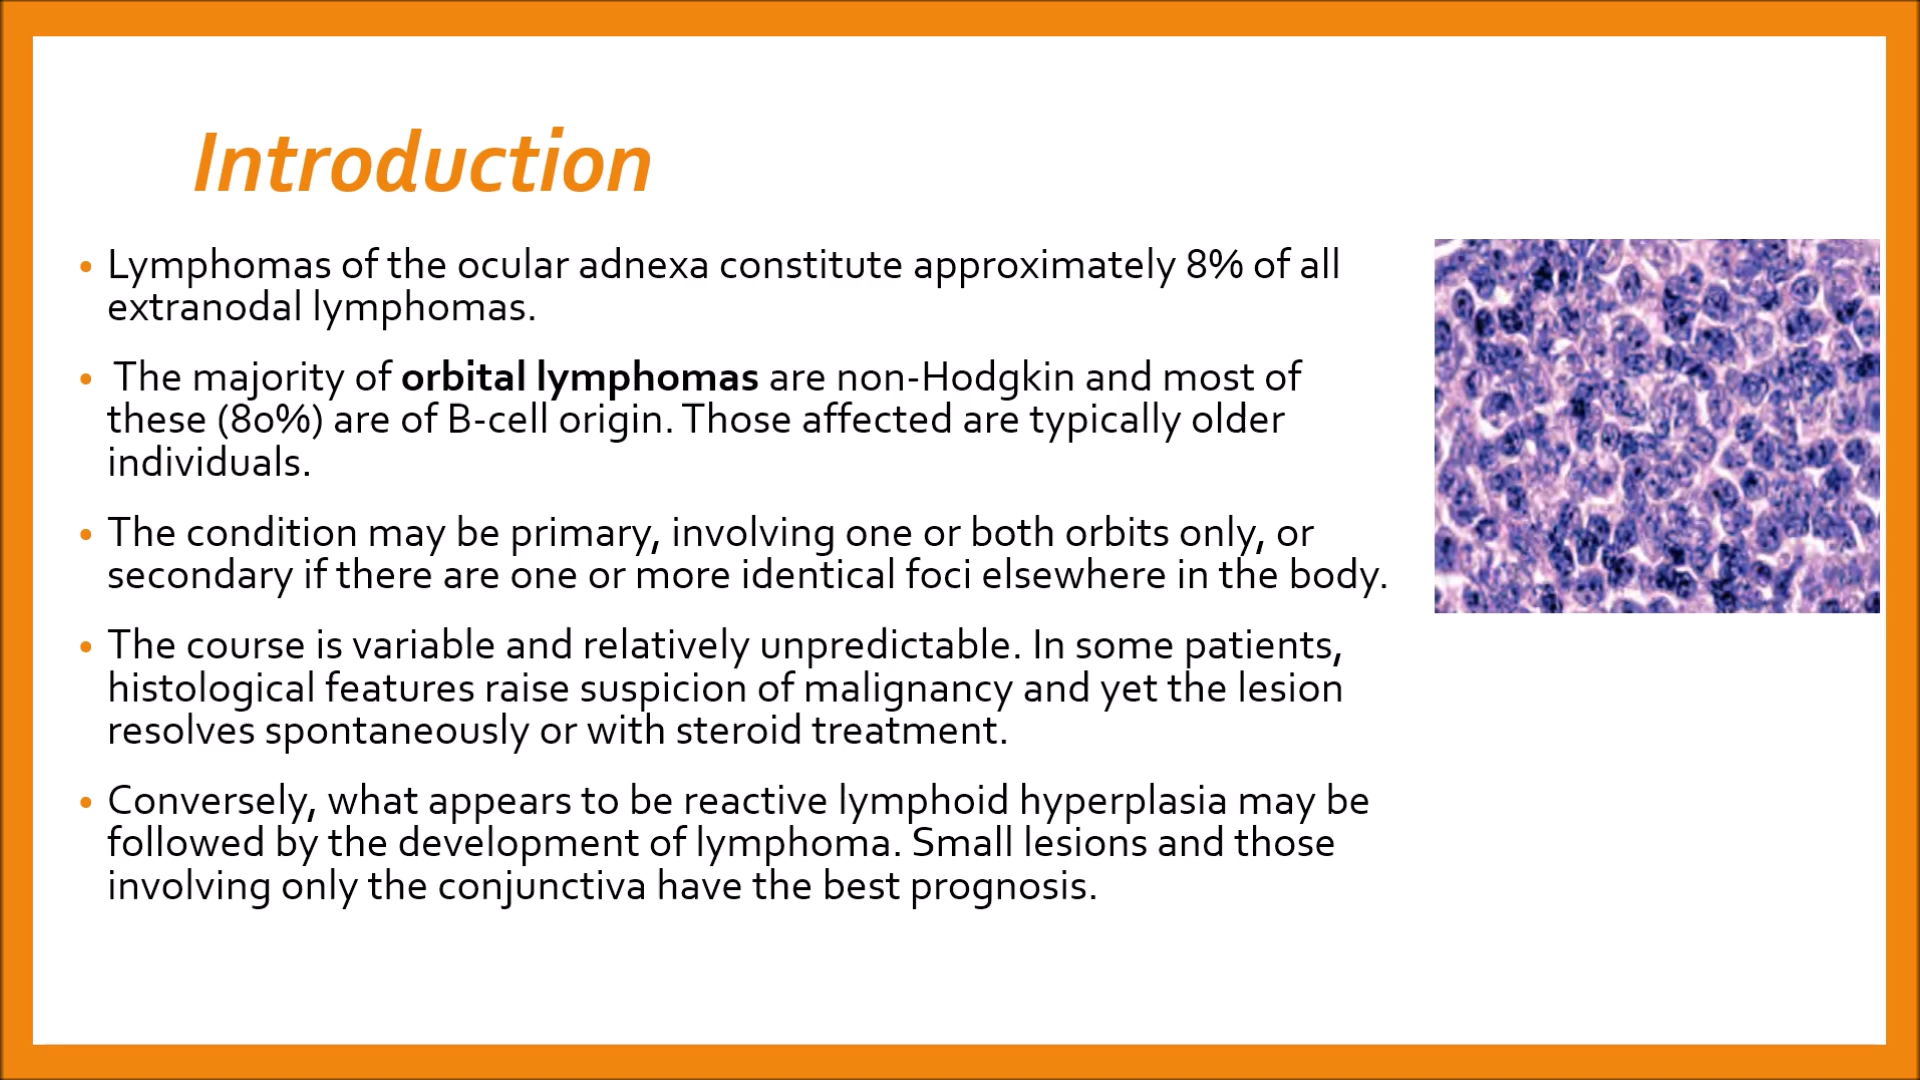 Introduction
• Lymphomas of the ocular adnexa constitute approximately 8% of all
extranodal lymphomas.
• The majority of orbital lymphomas are non-Hodgkin and most of
these (80%) are of B-cell origin. Those affected are typically older
individuals.
• The condition may be primary, involving one or both orbits only, or
secondary if there are one or more identical foci elsewhere in the body.
• The course is variable and relatively unpredictable. In some patients,
histological features raise suspicion of malignancy and yet the lesion
resolves spontaneously or with steroid treatment.
• Conversely, what appears to be reactive lymphoid hyperplasia may be
followed by the development of lymphoma. Small lesions and those
involving only the conjunctiva have the best prognosis.